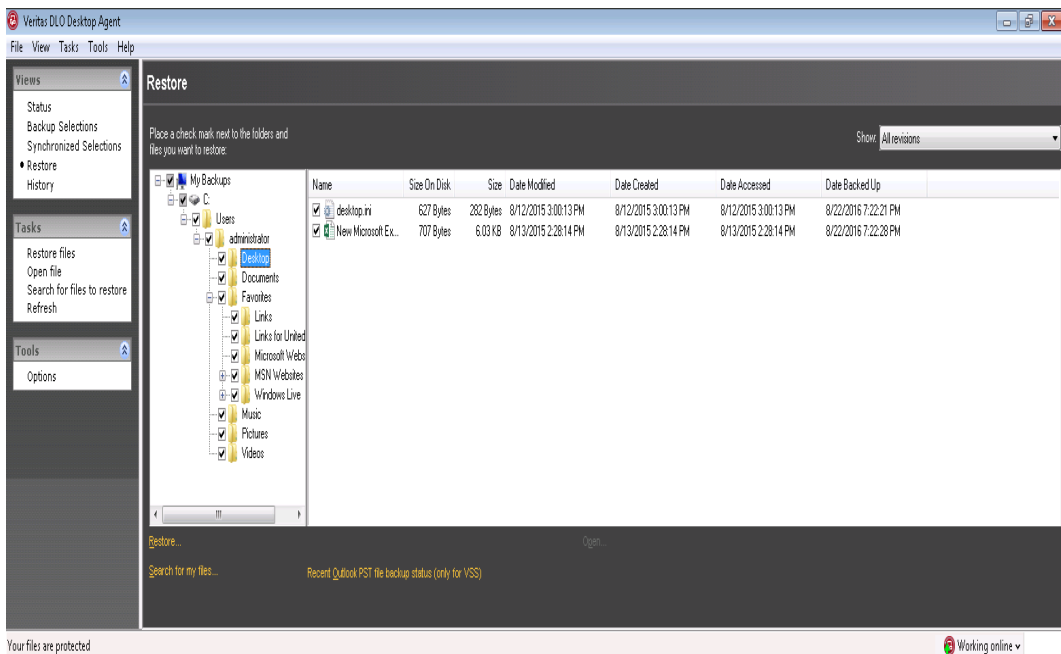 Veritas DLO Desktop Agent
File View Tasks Tools Help
Views
Status
Backup Selections
Synchronized Selections
Restore
History
Tasks
Restore files
Open file
Search for files to restore
Refresh
Tools
Options
Restore
Place a check mark next to the folders and
files you want to restore:
Show: All revisions
My Backups
C:
Users
administrator
Desktop
Documents
Favorites
Links
Links for United
Microsoft Webs
MSN Websites
Windows Live
Music
Pictures
Videos
Name Size On Disk Size Date Modified Date Created Date Accessed Date Backed Up
desktop.ini 627 Bytes 282 Bytes 8/12/2015 3:00:13 PM 8/12/2015 3:00:13 PM 8/12/2015 3:00:13 PM 8/22/2016 7:22:21 PM
New Microsoft Ex... 707 Bytes 6.03 KB 8/13/2015 2:28:14 PM 8/13/2015 2:28:14 PM 8/13/2015 2:28:14 PM 8/22/2016 7:22:28 PM
Restore... Open...
Search for my files... Recent Outlook PST file backup status (only for VSS)
Your files are protected Working online